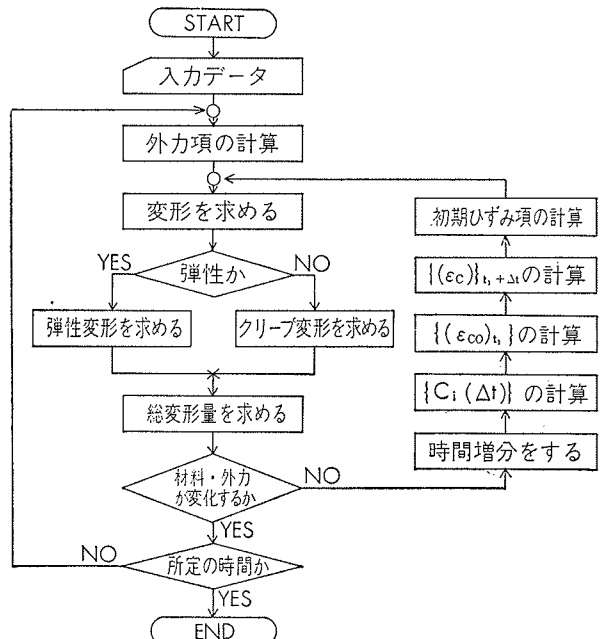 START
入力データ
外力項の計算
変形を求める
弾性か
YES
NO
弾性変形を求める
クリープ変形を求める
総変形量を求める
材料・外力
が変化するか
NO
YES
所定の時間か
NO
YES
END
時間増分をする
{Ci(Δt)} の計算
{(εco)t₁}の計算
{(εc)}t₁+Δtの計算
初期ひずみ項の計算